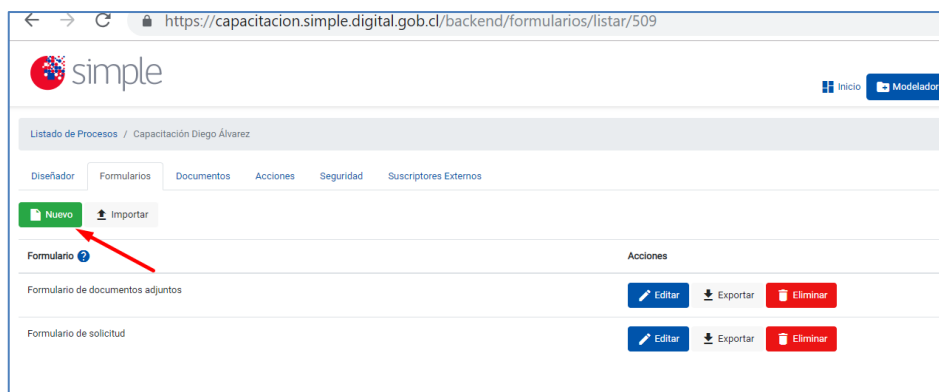 https://capacitacion.simple.digital.gob.cl/backend/formularios/listar/509
simple
Inicio Modelador
Listado de Procesos / Capacitación Diego Álvarez
Diseñador Formularios Documentos Acciones Seguridad Suscriptores Externos
Nuevo Importar
Formulario ? Acciones
Formulario de documentos adjuntos Editar Exportar Eliminar
Formulario de solicitud Editar Exportar Eliminar